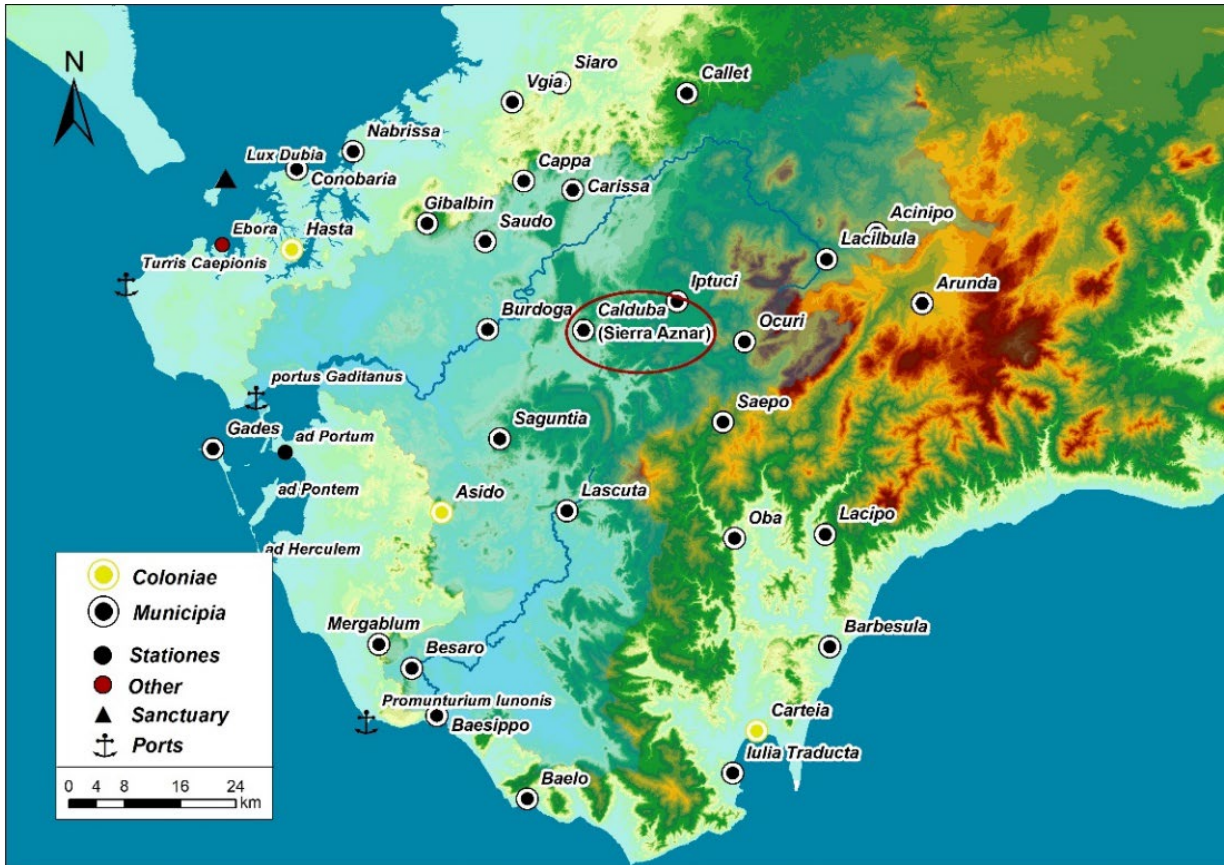 N
Siaro
Vgia
Callet
Nabrissa
Lux Dubia
Conobaria
Cappa
Carissa
Gibalbin
Saudo
Ebora
Hasta
Turris Caepionis
Acinipo
Lacilbula
Iptuci
Arunda
Burdoga
Calduba
(Sierra Aznar)
Ocuri
portus Gaditanus
Saepo
Gades
ad Portum
Saguntia
ad Pontem
Asido
Lascuta
Oba
Lacipo
ad Herculem
Mergablum
Besaro
Barbesula
Promunturium Iunonis
Baesippo
Carteia
Iulia Traducta
Baelo
Coloniae
Municipia
Stationes
Other
Sanctuary
Ports
0 4 8 16 24
km